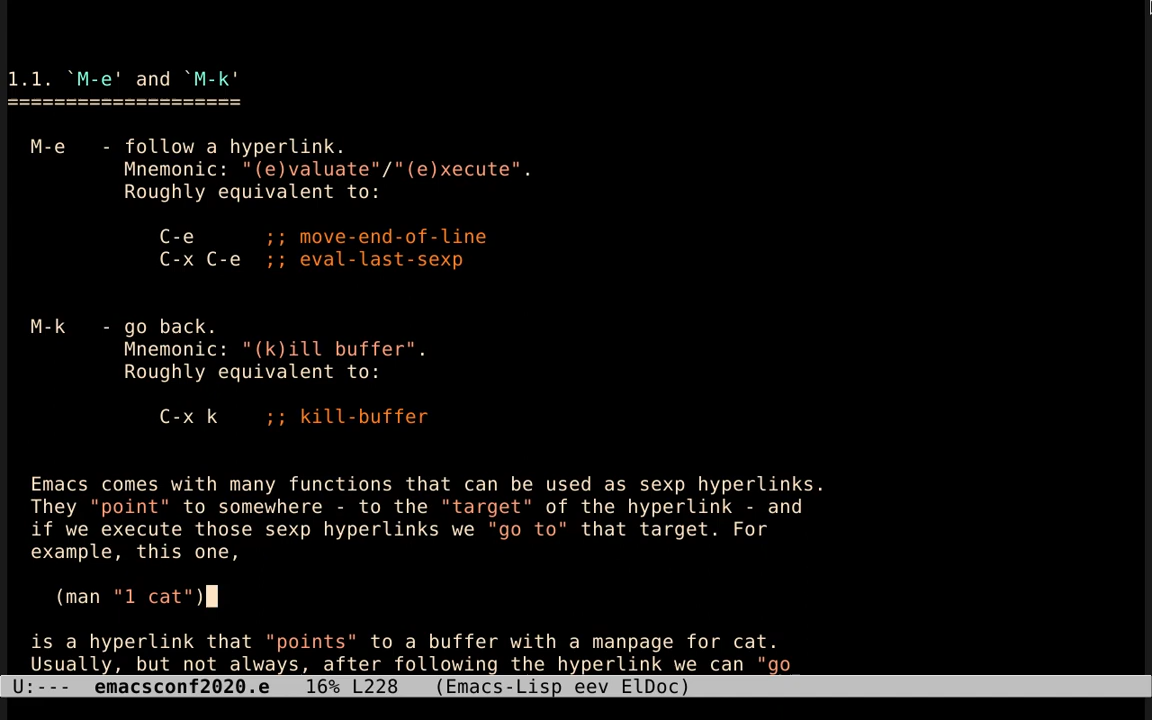 1.1. `M-e' and `M-k'
====================
M-e   - follow a hyperlink.
Mnemonic: "(e)valuate"/"(e)xecute".
Roughly equivalent to:
C-e      ;; move-end-of-line
C-x C-e  ;; eval-last-sexp
M-k   - go back.
Mnemonic: "(k)ill buffer".
Roughly equivalent to:
C-x k    ;; kill-buffer
Emacs comes with many functions that can be used as sexp hyperlinks.
They "point" to somewhere - to the "target" of the hyperlink - and
if we execute those sexp hyperlinks we "go to" that target. For
example, this one,
(man "1 cat")
is a hyperlink that "points" to a buffer with a manpage for cat.
Usually, but not always, after following the hyperlink we can "go
U:---  emacsconf2020.e   16% L228   (Emacs-Lisp eev ElDoc)